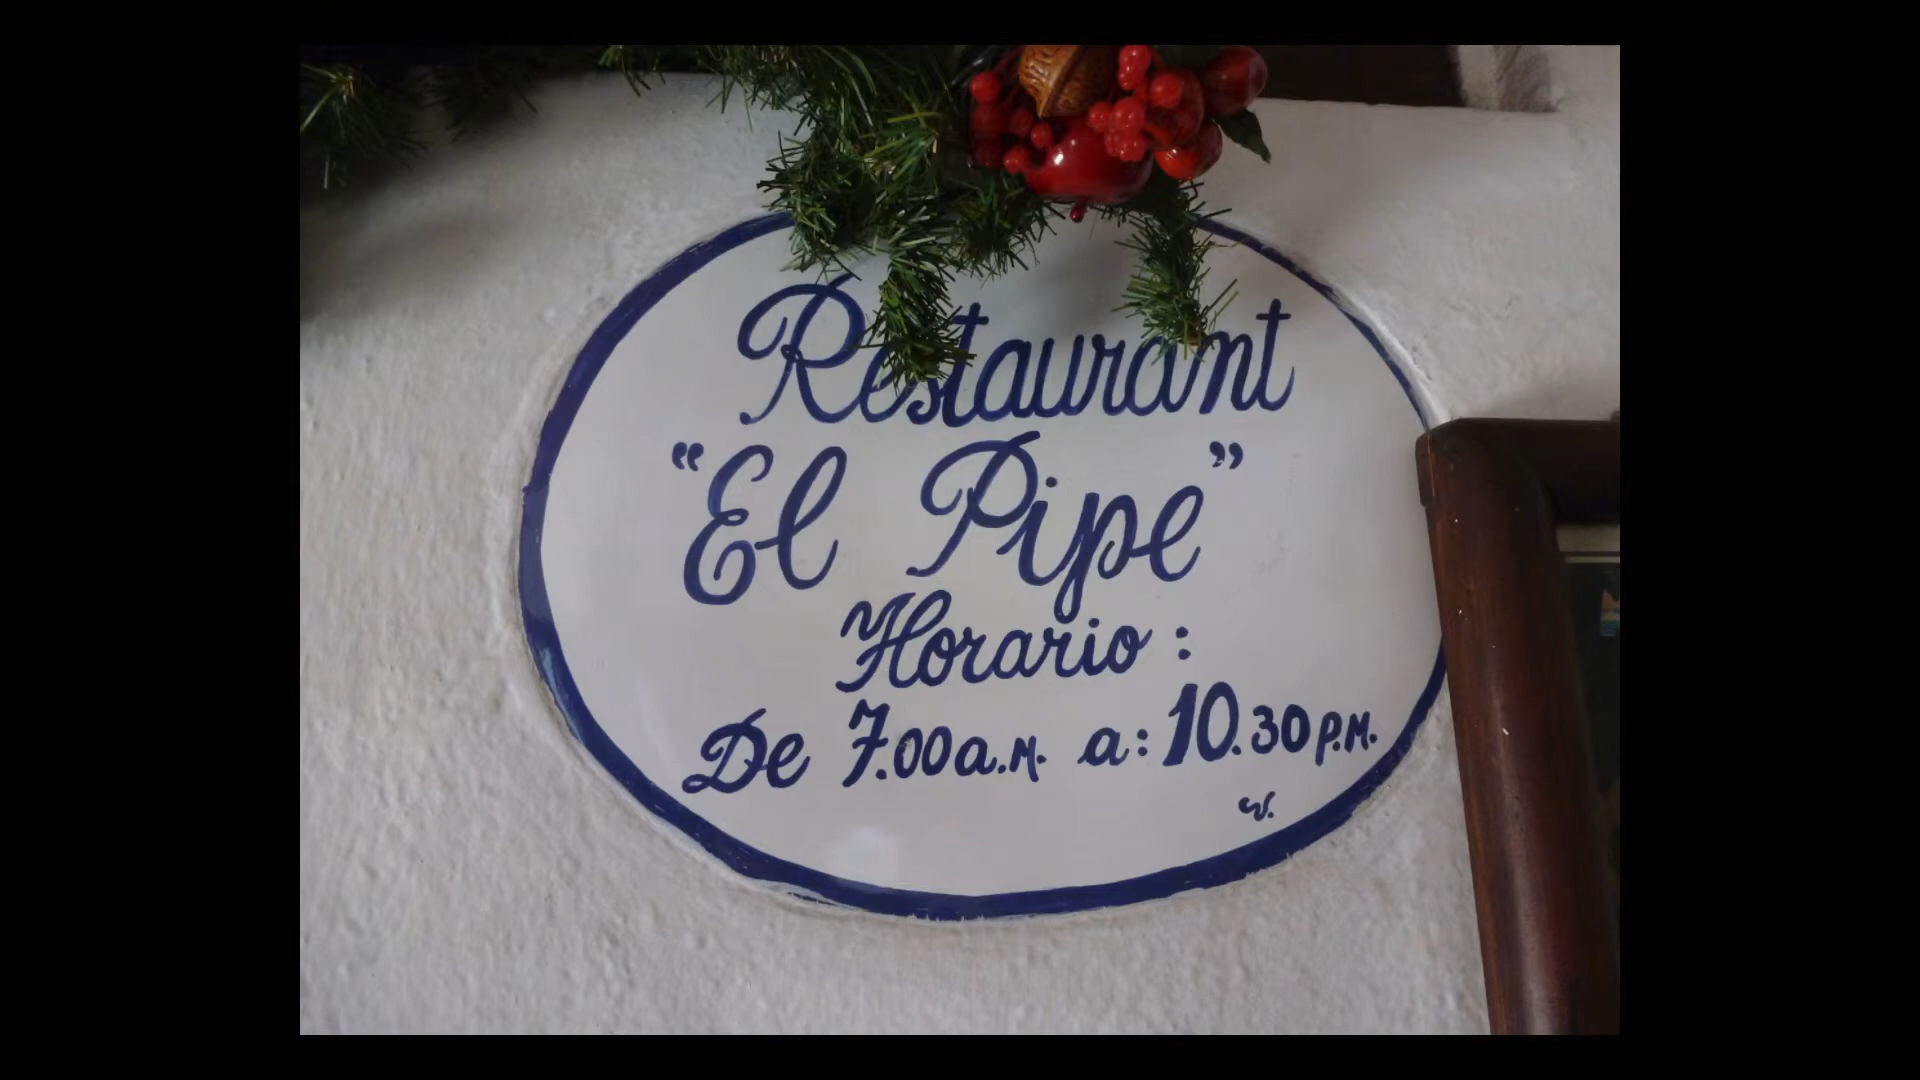 Restaurant
“El Pipe”
Horario :
De 7.00 a.m. a: 10.30 P.M.